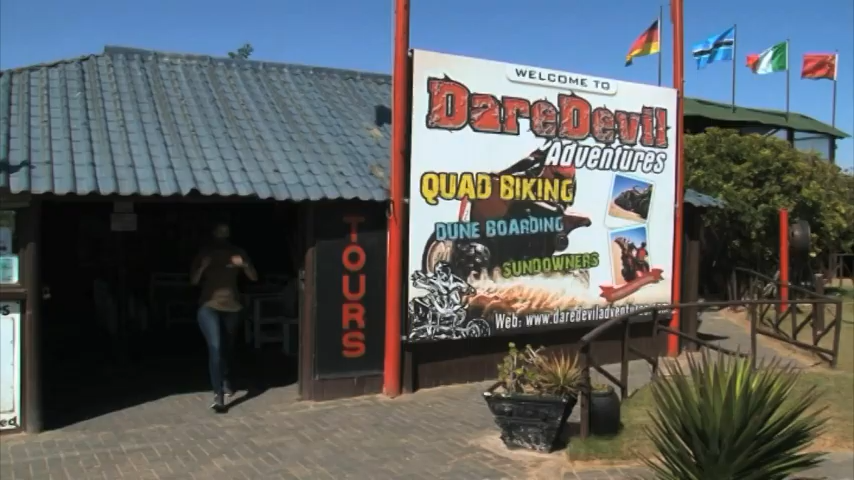 WELCOME TO
DareDevil
Adventures
QUAD BIKING
DUNE BOARDING
SUNDOWNERS
TOURS